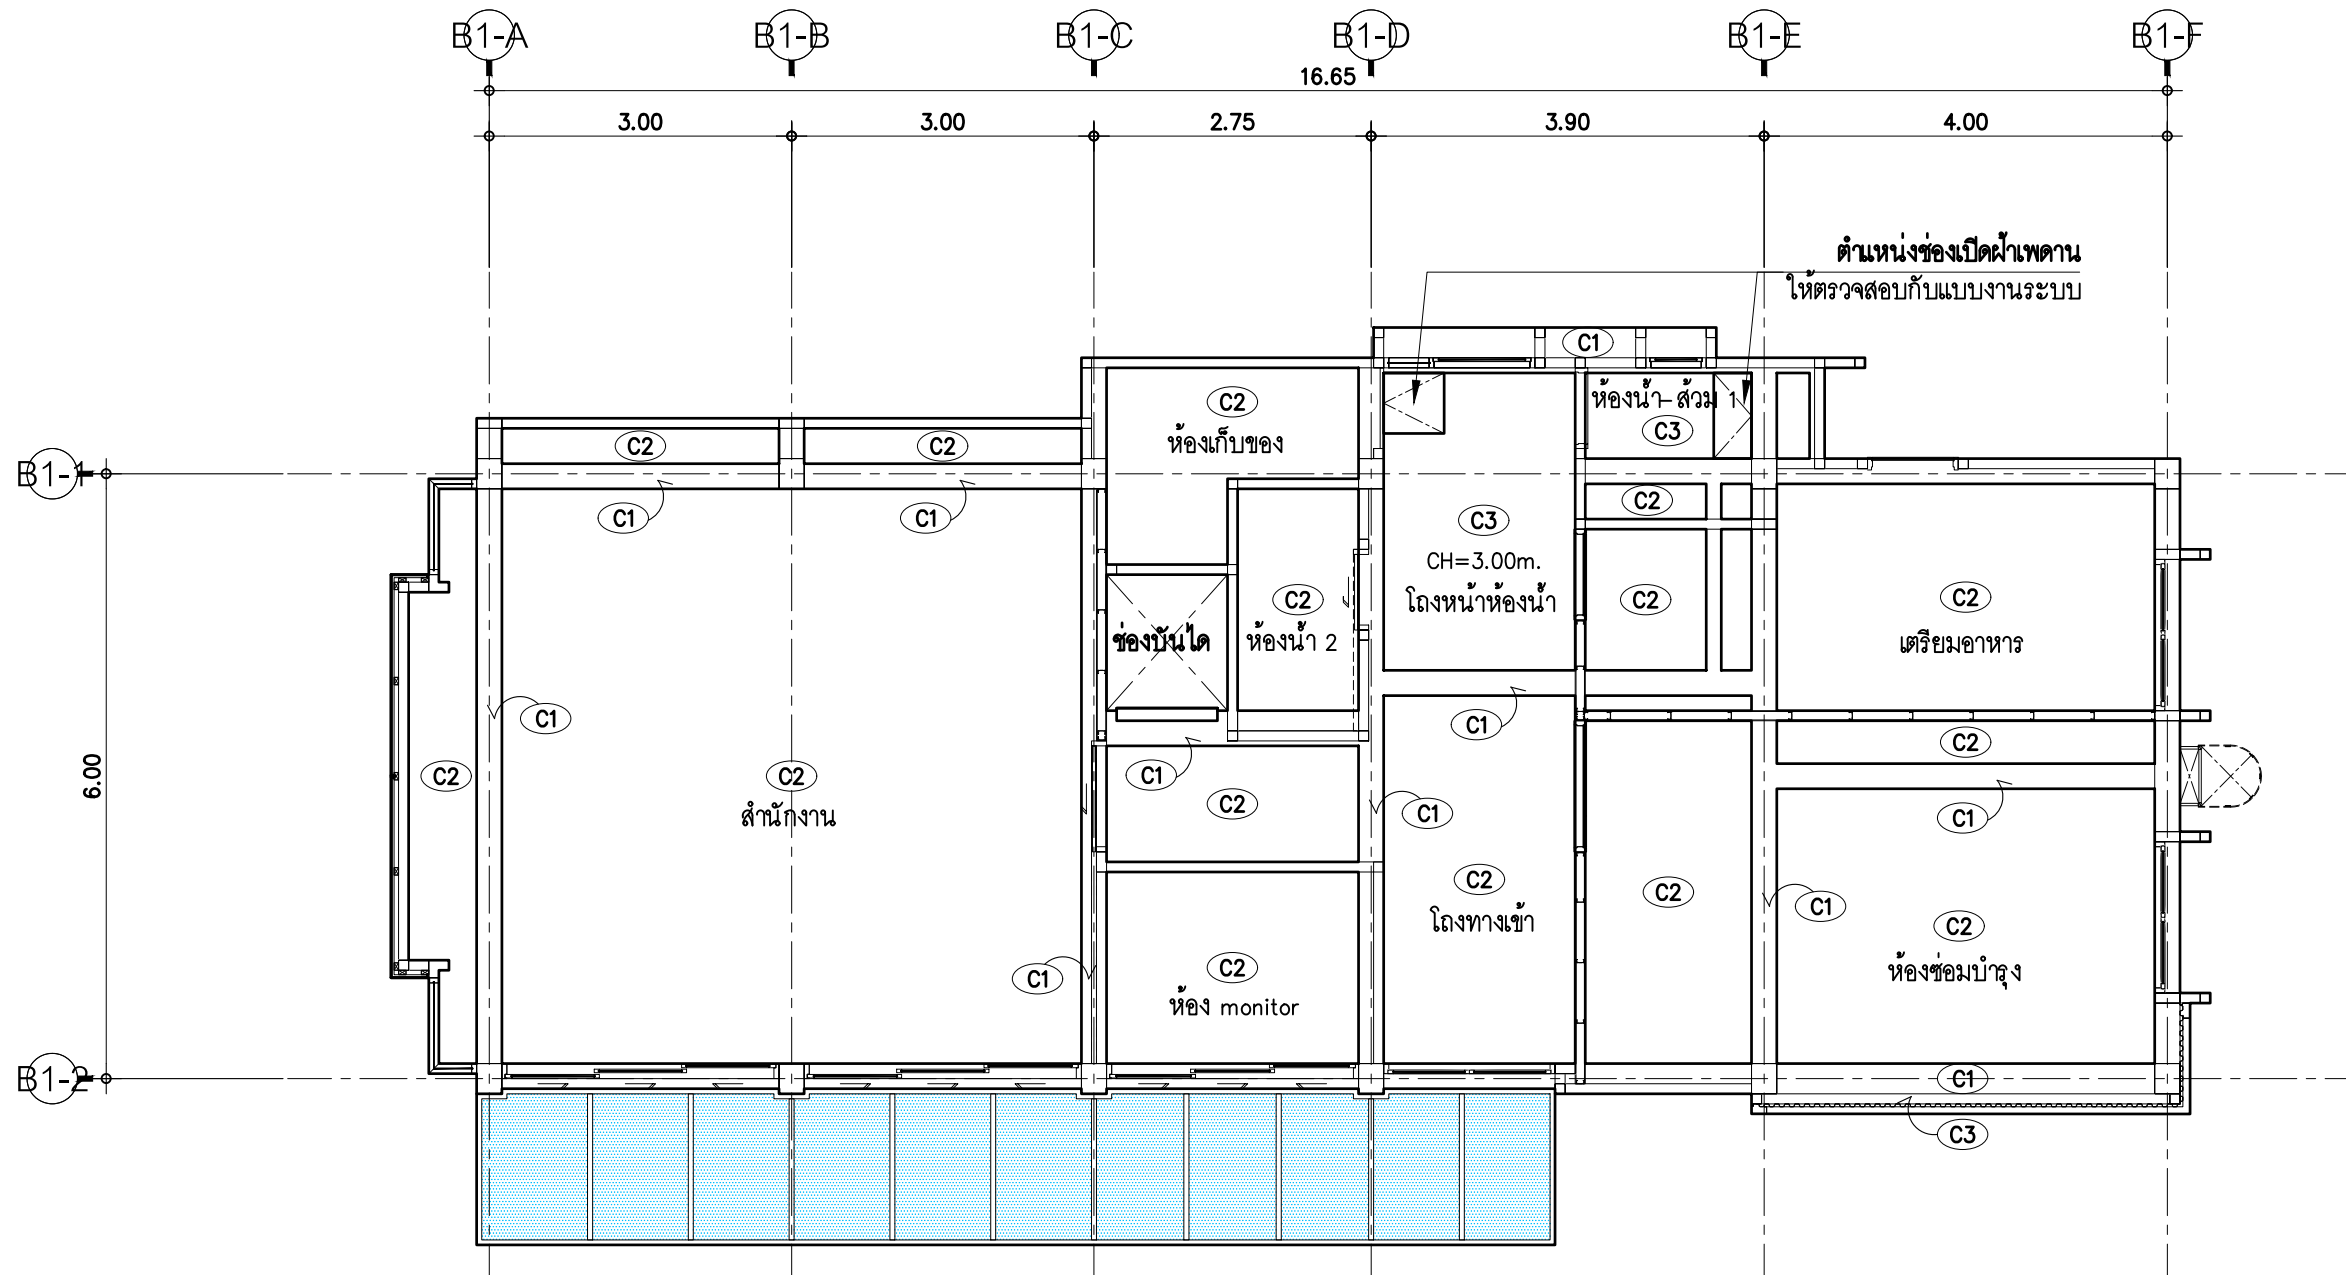 B1-A B1-B B1-C B1-D B1-E B1-F
16.65
3.00 3.00 2.75 3.90 4.00
ตำแหน่งช่องเปิดฝ้าเพดาน
ให้ตรวจสอบกับแบบงานระบบ
C1
C2
ห้องเก็บของ
ห้องน้ำ-ส้วม 1
C3
C2 C2
B1-1
C1 C1
C2
C3
CH=3.00m.
โถงหน้าห้องน้ำ
C2
C2
ห้องน้ำ 2
ช่องบันได
C2
เตรียมอาหาร
C1
C1
C2
6.00
C2
C2
สำนักงาน
C1
C2
C1
C1
C2
โถงทางเข้า
C2
C1
C2
ห้องซ่อมบำรุง
C1
C2
ห้อง monitor
B1-2
C1
C3